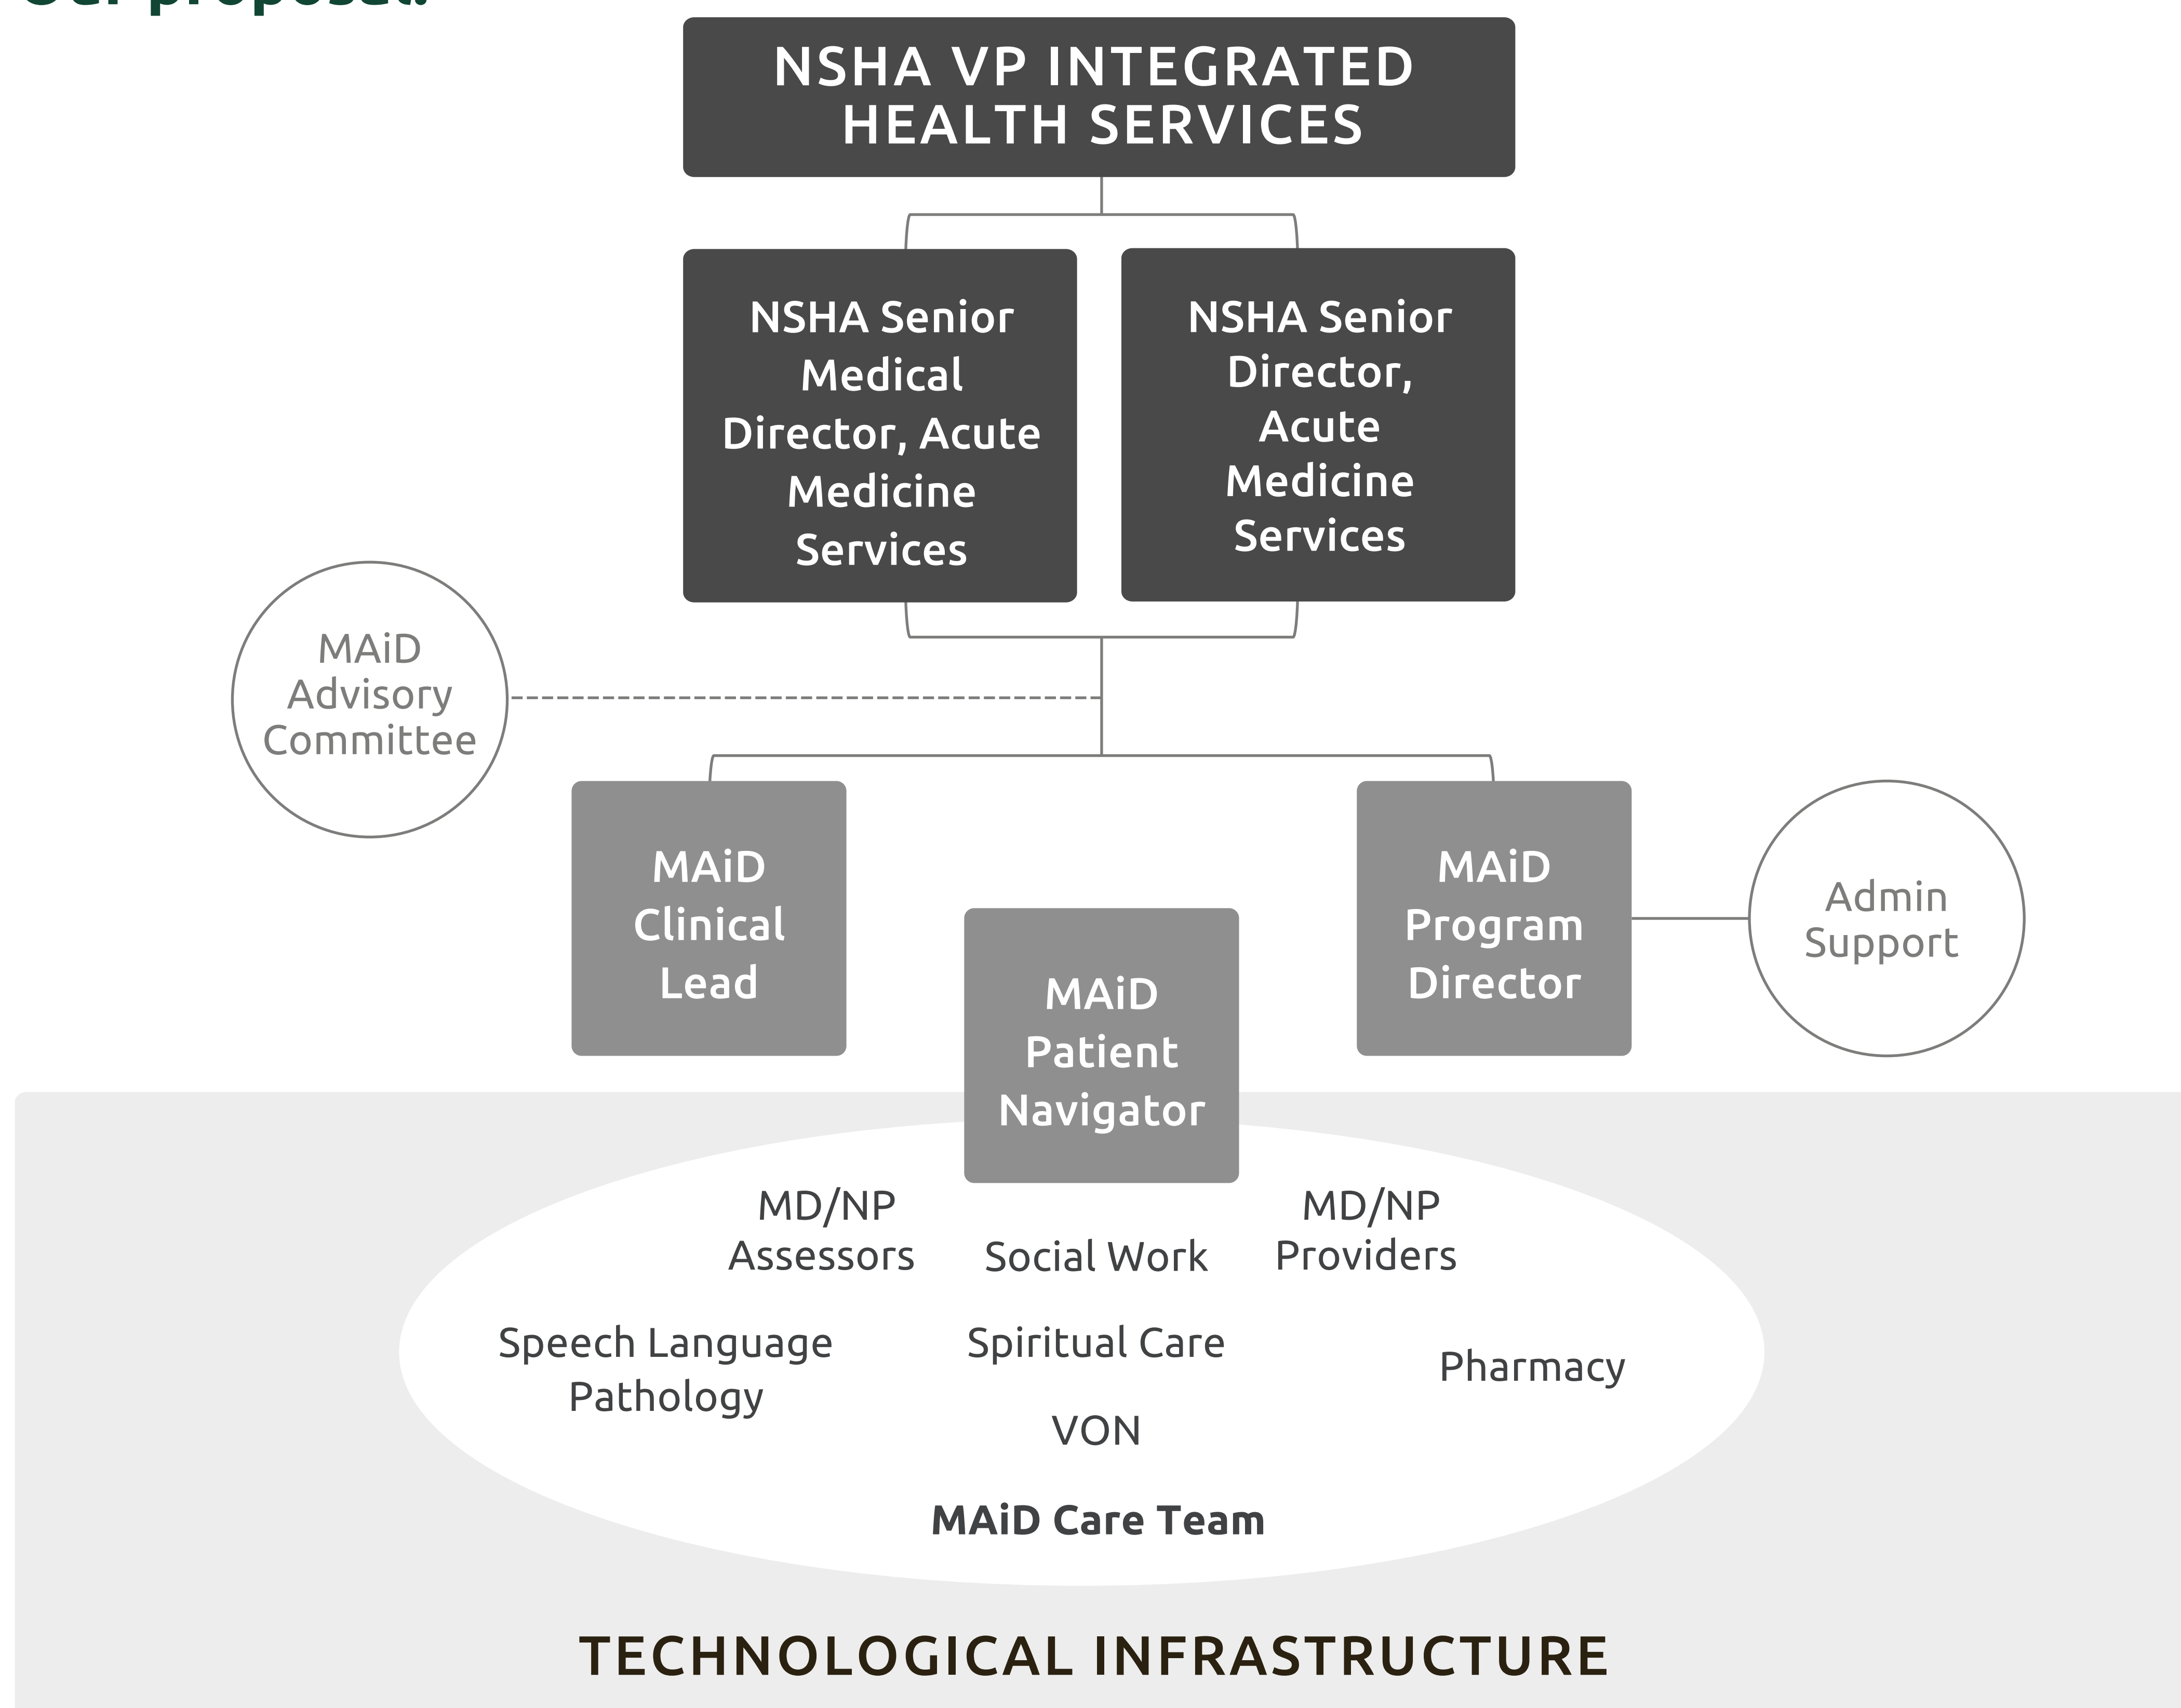 NSHA VP INTEGRATED
HEALTH SERVICES
NSHA Senior
Medical
Director, Acute
Medicine
Services
NSHA Senior
Director,
Acute
Medicine
Services
MAiD
Advisory
Committee
MAiD
Clinical
Lead
MAiD
Patient
Navigator
MAiD
Program
Director
Admin
Support
MD/NP
Assessors
Social Work
MD/NP
Providers
Speech Language
Pathology
Spiritual Care
Pharmacy
VON
MAiD Care Team
TECHNOLOGICAL INFRASTRUCTURE